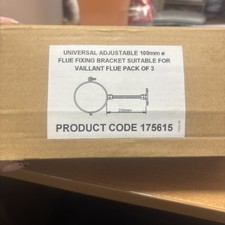 UNIVERSAL ADJUSTABLE 100mm ø
FLUE FIXING BRACKET SUITABLE FOR
VAILLANT FLUE PACK OF 3
PRODUCT CODE 175615